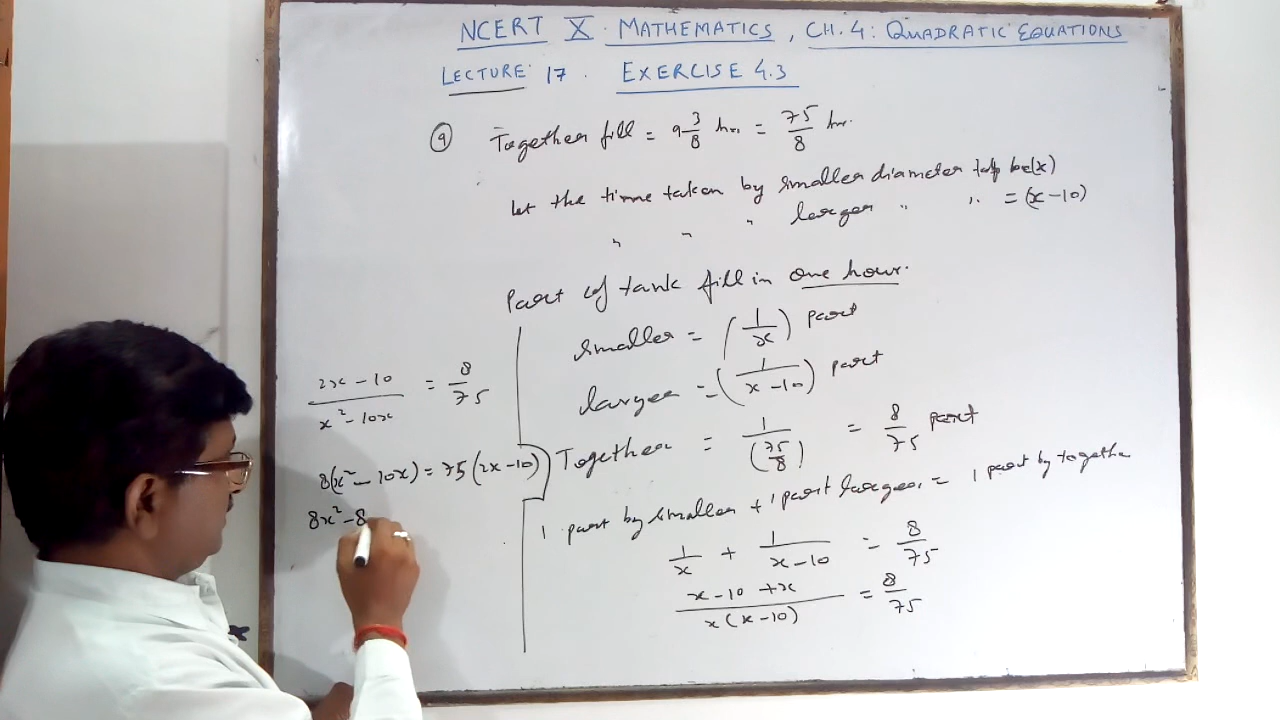 NCERT X. MATHEMATICS, CH.4: QUADRATIC EQUATIONS
LECTURE: 17. EXERCISE 4.3
⑨ Together fill = 9 3/8 hrs. = 75/8 hr.
let the time taken by smaller diameter tap be (x)
" " " larger " " = (x-10)
Part of tank fill in one hour.
smaller = (1/x) part
larger = (1/(x-10)) part
Together = 1/(75/8) = 8/75 part
1 part by smaller + 1 part larger = 1 part by togethe
1/x + 1/(x-10) = 8/75
(x-10+x)/(x(x-10)) = 8/75
(2x-10)/(x²-10x) = 8/75
8(x²-10x) = 75(2x-10)
8x²-8